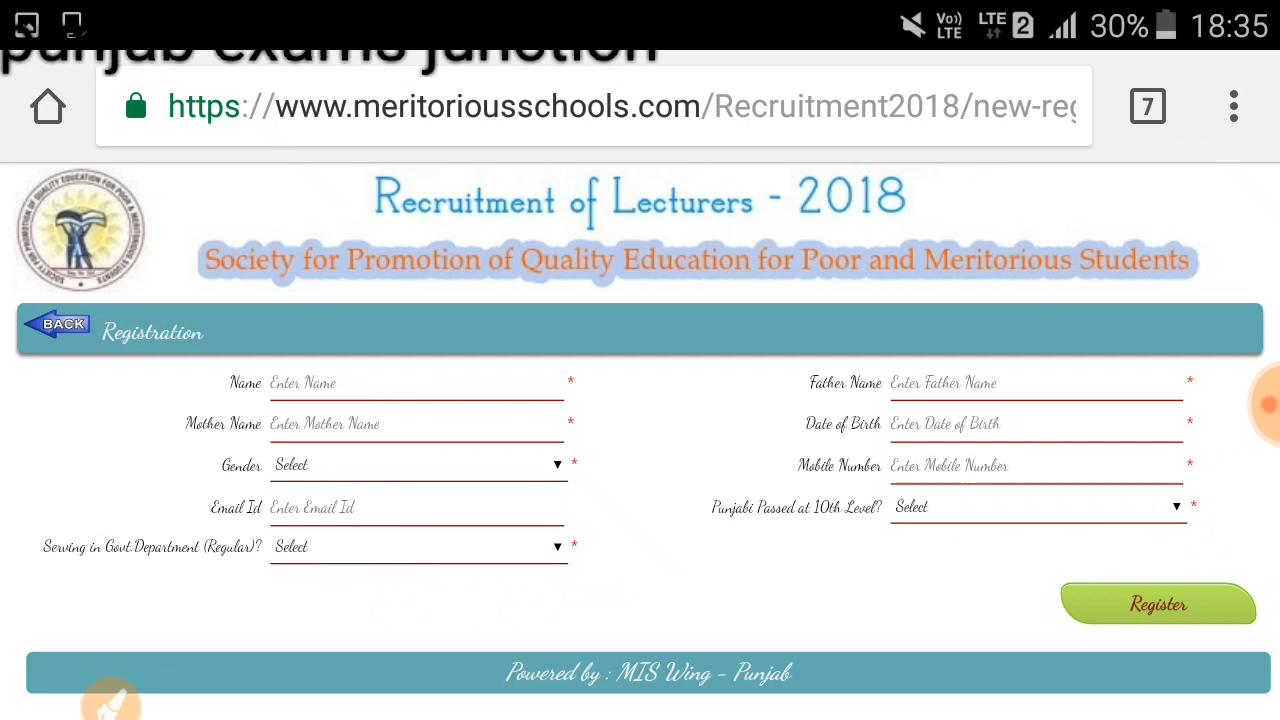 Vo))
LTE
LTE
2
30%
18:35
punjab exams junction
https://www.meritoriousschools.com/Recruitment2018/new-reg
7
Recruitment of Lecturers - 2018
Society for Promotion of Quality Education for Poor and Meritorious Students
BACK
Registration
Name Enter Name * Father Name Enter Father Name *
Mother Name Enter Mother Name * Date of Birth Enter Date of Birth *
Gender Select ▼ * Mobile Number Enter Mobile Number *
Email Id Enter Email Id Punjabi Passed at 10th Level? Select ▼ *
Serving in Govt.Department (Regular)? Select ▼ *
Register
Powered by : MIS Wing - Punjab